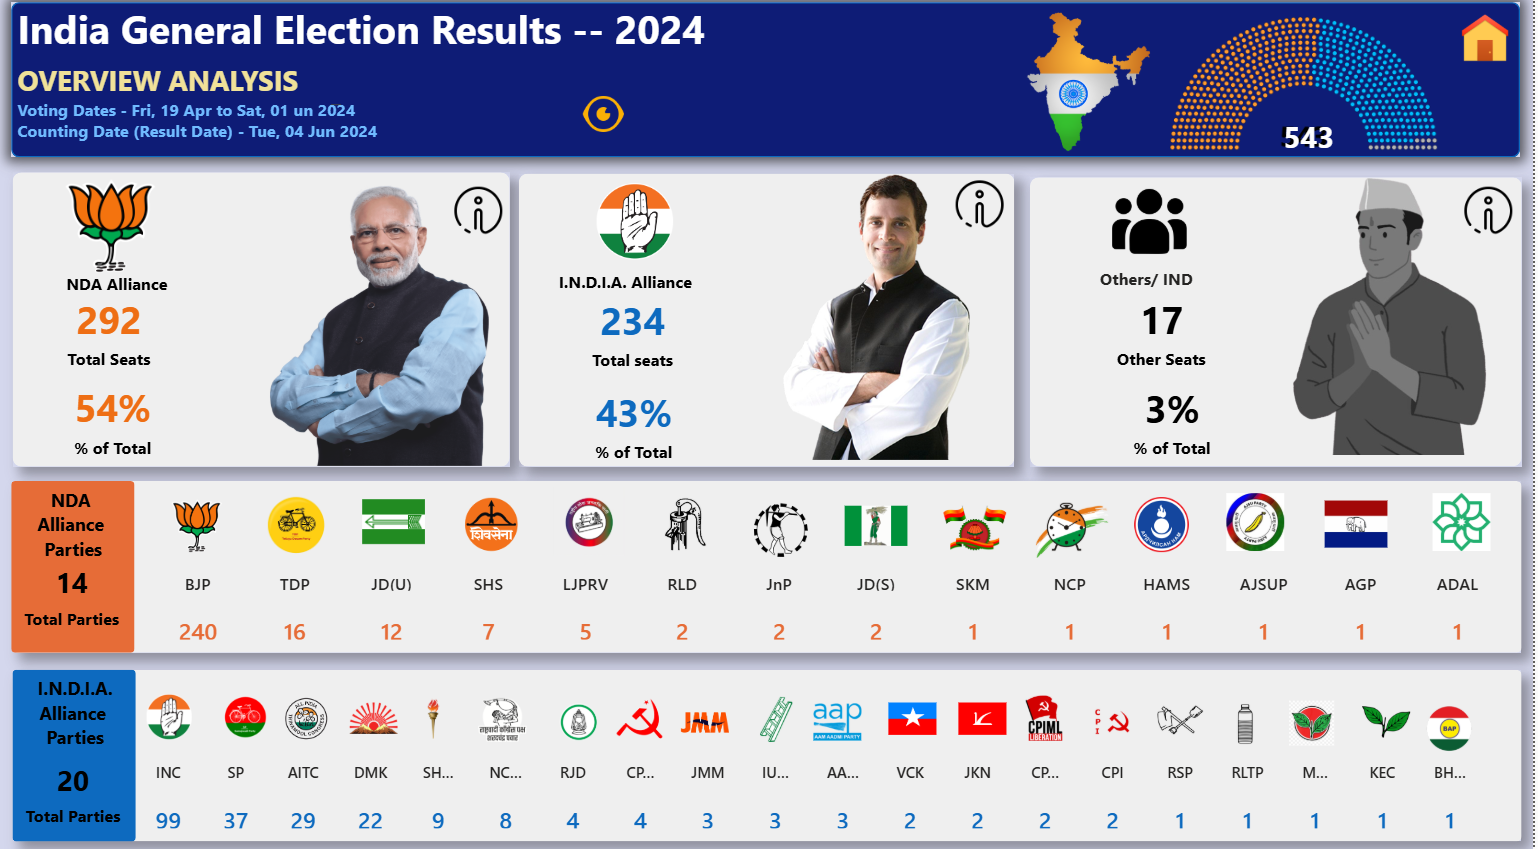 India General Election Results -- 2024
OVERVIEW ANALYSIS
Voting Dates - Fri, 19 Apr to Sat, 01 un 2024
Counting Date (Result Date) - Tue, 04 Jun 2024
543
NDA Alliance
292
Total Seats
54%
% of Total
I.N.D.I.A. Alliance
234
Total seats
43%
% of Total
Others/ IND
17
Other Seats
3%
% of Total
NDA
Alliance
Parties
14
Total Parties
शिवसेना
BJP TDP JD(U) SHS LJPRV RLD JnP JD(S) SKM NCP HAMS AJSUP AGP ADAL
240 16 12 7 5 2 2 2 1 1 1 1 1 1
I.N.D.I.A.
Alliance
Parties
20
Total Parties
JMM
aap
AAM AADMI PARTY
CPIML
LIBERATION
C
P
I
BAP
INC SP AITC DMK SH... NC... RJD CP... JMM IU... AA... VCK JKN CP... CPI RSP RLTP M... KEC BH...
99 37 29 22 9 8 4 4 3 3 3 2 2 2 2 1 1 1 1 1